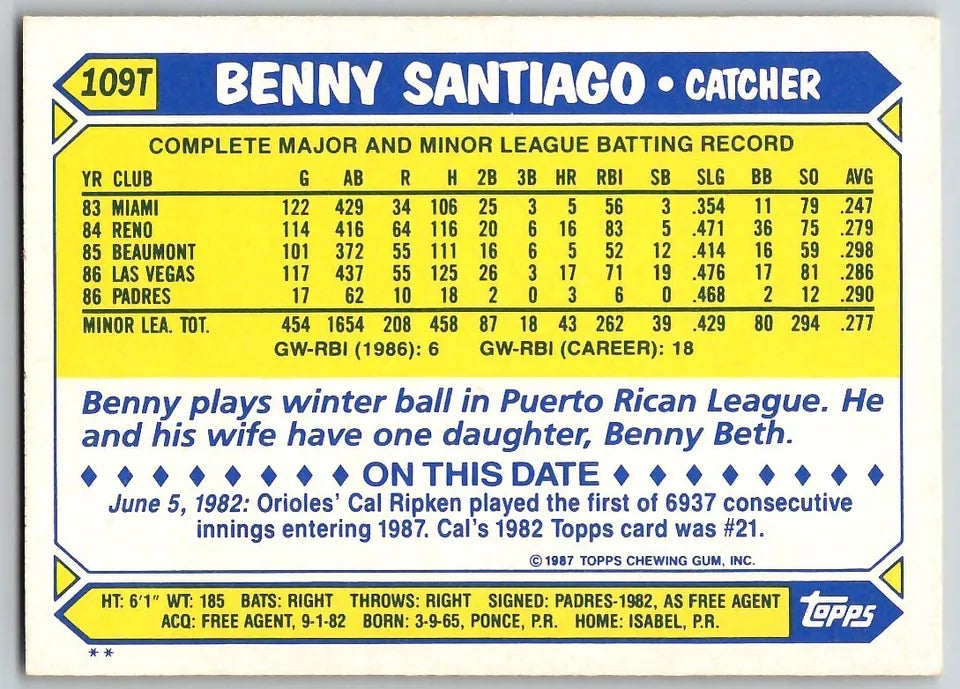 109T BENNY SANTIAGO • CATCHER
COMPLETE MAJOR AND MINOR LEAGUE BATTING RECORD
YR CLUB G AB R H 2B 3B HR RBI SB SLG BB SO AVG
83 MIAMI 122 429 34 106 25 3 5 56 3 .354 11 79 .247
84 RENO 114 416 64 116 20 6 16 83 5 .471 36 75 .279
85 BEAUMONT 101 372 55 111 16 6 5 52 12 .414 16 59 .298
86 LAS VEGAS 117 437 55 125 26 3 17 71 19 .476 17 81 .286
86 PADRES 17 62 10 18 2 0 3 6 0 .468 2 12 .290
MINOR LEA. TOT. 454 1654 208 458 87 18 43 262 39 .429 80 294 .277
GW-RBI (1986): 6 GW-RBI (CAREER): 18
Benny plays winter ball in Puerto Rican League. He
and his wife have one daughter, Benny Beth.
ON THIS DATE
June 5, 1982: Orioles' Cal Ripken played the first of 6937 consecutive
innings entering 1987. Cal's 1982 Topps card was #21.
© 1987 TOPPS CHEWING GUM, INC.
HT: 6'1" WT: 185 BATS: RIGHT THROWS: RIGHT SIGNED: PADRES-1982, AS FREE AGENT
ACQ: FREE AGENT, 9-1-82 BORN: 3-9-65, PONCE, P.R. HOME: ISABEL, P.R.
topps
**